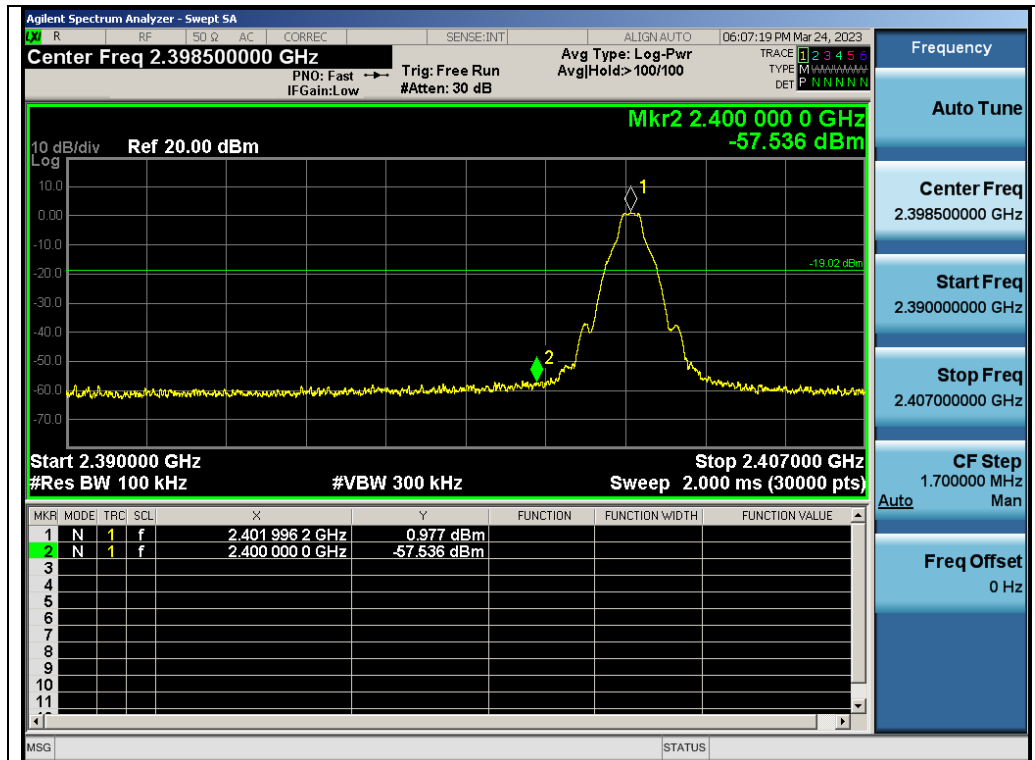 Agilent Spectrum Analyzer - Swept SA
LXI R RF 50 Ω AC CORREC SENSE:INT ALIGN AUTO 06:07:19 PM Mar 24, 2023
Center Freq 2.398500000 GHz
PNO: Fast
IFGain:Low
Trig: Free Run
#Atten: 30 dB
Avg Type: Log-Pwr
Avg|Hold:>100/100
TRACE 1 2 3 4 5 6
TYPE M WWWWW
DET P N N N N N
Mkr2 2.400 000 0 GHz
-57.536 dBm
10 dB/div Ref 20.00 dBm
Log
10.0
0.00
-10.0
-20.0
-30.0
-40.0
-50.0
-60.0
-70.0
1
-19.02 dBm
2
Start 2.390000 GHz Stop 2.407000 GHz
#Res BW 100 kHz #VBW 300 kHz Sweep 2.000 ms (30000 pts)
MKR MODE TRC SCL X Y FUNCTION FUNCTION WIDTH FUNCTION VALUE
1 N 1 f 2.401 996 2 GHz 0.977 dBm
2 N 1 f 2.400 000 0 GHz -57.536 dBm
3
4
5
6
7
8
9
10
11
MSG STATUS
Frequency
Auto Tune
Center Freq
2.398500000 GHz
Start Freq
2.390000000 GHz
Stop Freq
2.407000000 GHz
CF Step
1.700000 MHz
Auto Man
Freq Offset
0 Hz